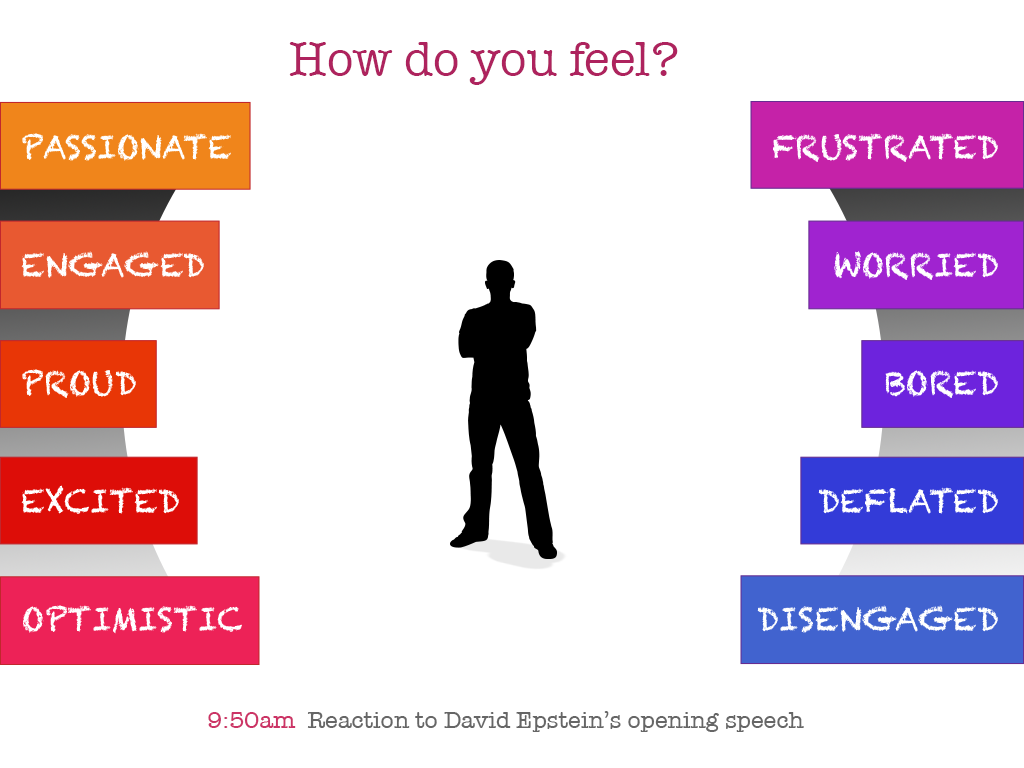 How do you feel?
PASSIONATE
ENGAGED
PROUD
EXCITED
OPTIMISTIC
FRUSTRATED
WORRIED
BORED
DEFLATED
DISENGAGED
9:50am Reaction to David Epstein’s opening speech